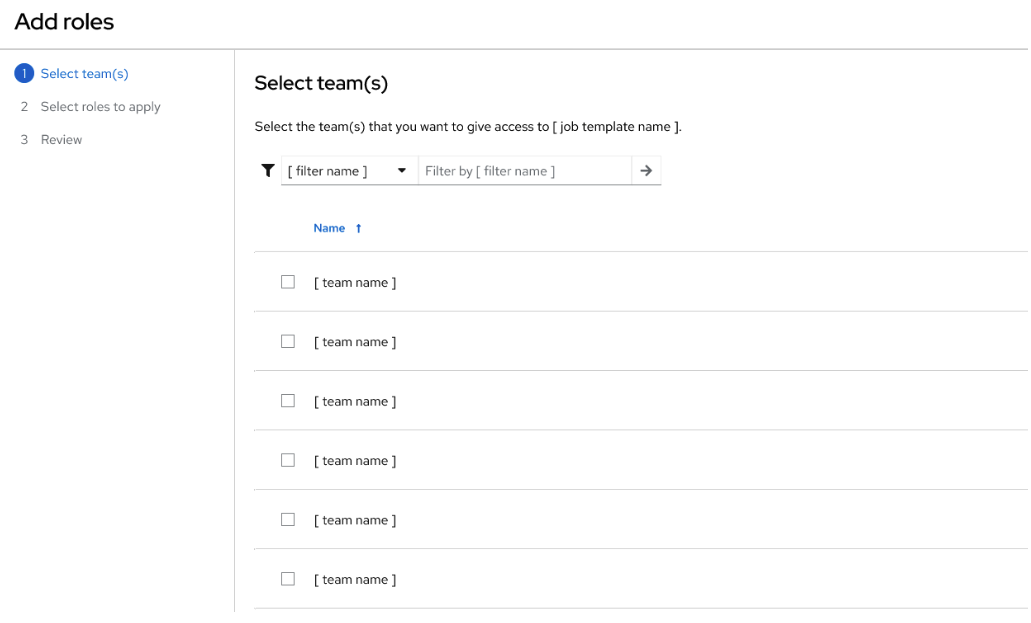 Add roles
1 Select team(s)
2 Select roles to apply
3 Review
Select team(s)
Select the team(s) that you want to give access to [ job template name ].
[ filter name ] Filter by [ filter name ]
Name
[ team name ]
[ team name ]
[ team name ]
[ team name ]
[ team name ]
[ team name ]